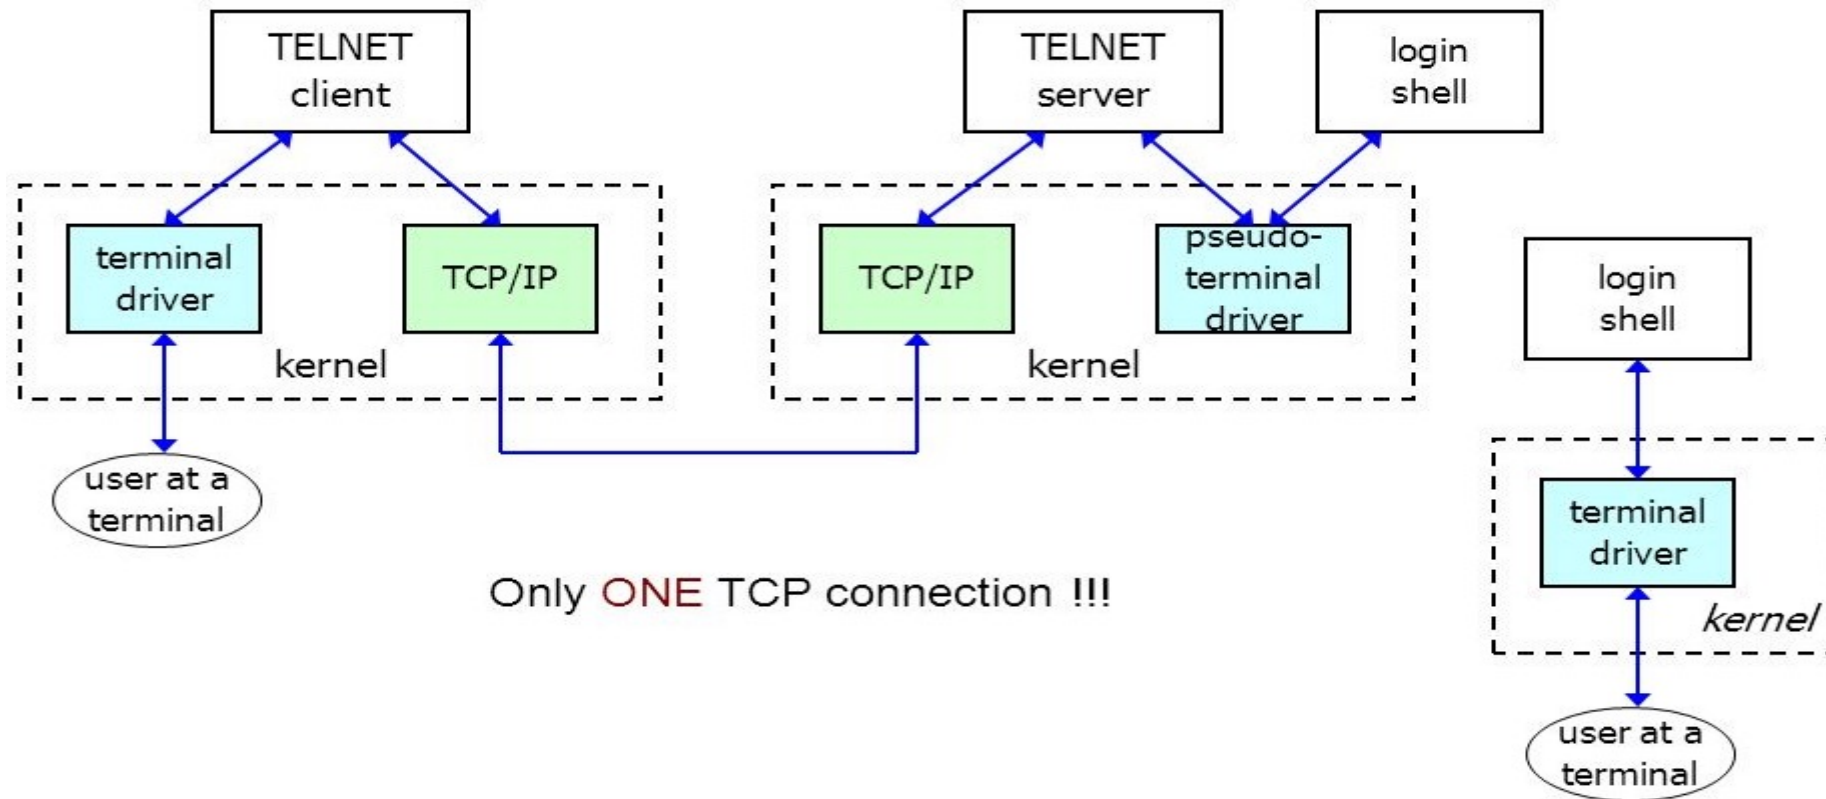 TELNET
client
TELNET
server
login
shell
terminal
driver
TCP/IP
kernel
TCP/IP
pseudo-
terminal
driver
kernel
user at a
terminal
login
shell
terminal
driver
kernel
user at a
terminal
Only ONE TCP connection !!!